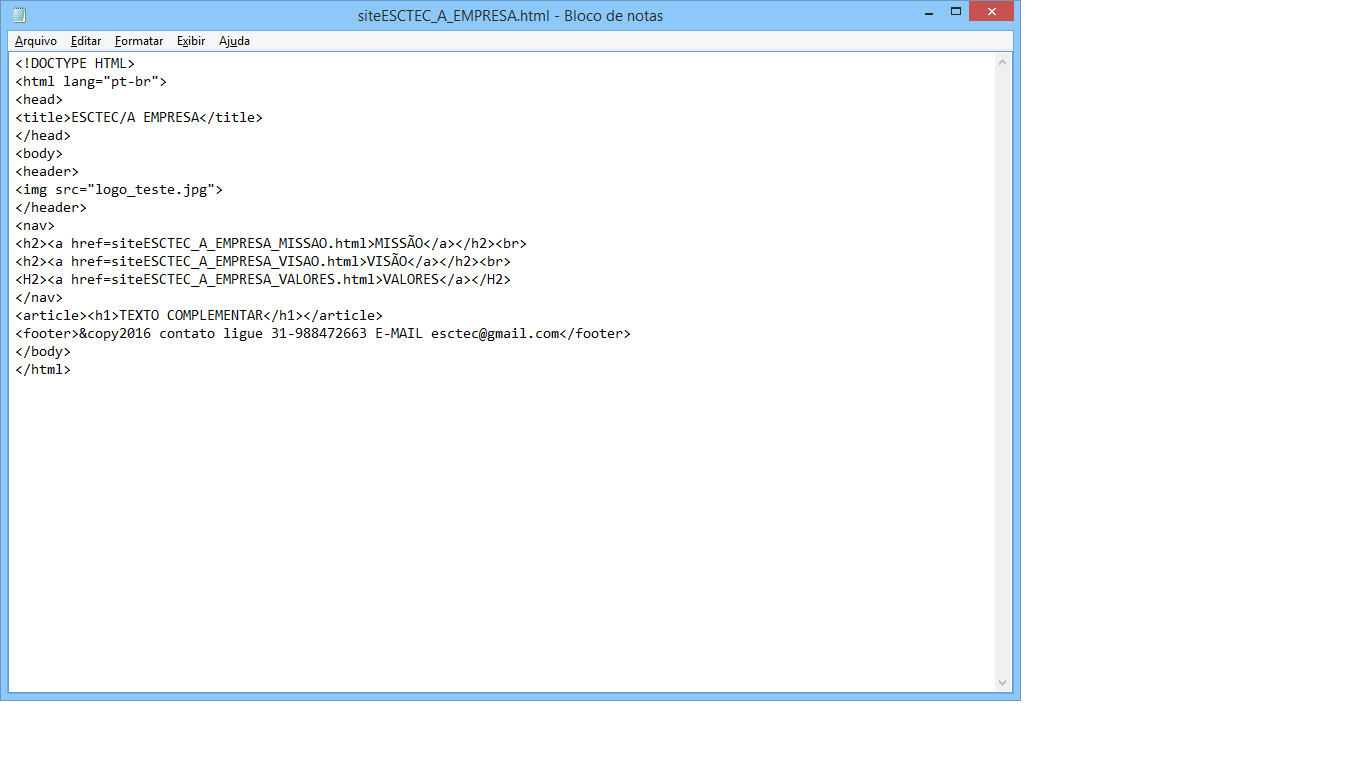 siteESCTEC_A_EMPRESA.html - Bloco de notas
Arquivo Editar Formatar Exibir Ajuda
<!DOCTYPE HTML>
<html lang="pt-br">
<head>
<title>ESCTEC/A EMPRESA</title>
</head>
<body>
<header>
<img src="logo_teste.jpg">
</header>
<nav>
<h2><a href=siteESCTEC_A_EMPRESA_MISSAO.html>MISSÃO</a></h2><br>
<h2><a href=siteESCTEC_A_EMPRESA_VISAO.html>VISÃO</a></h2><br>
<H2><a href=siteESCTEC_A_EMPRESA_VALORES.html>VALORES</a></H2>
</nav>
<article><h1>TEXTO COMPLEMENTAR</h1></article>
<footer>&copy2016 contato ligue 31-988472663 E-MAIL esctec@gmail.com</footer>
</body>
</html>